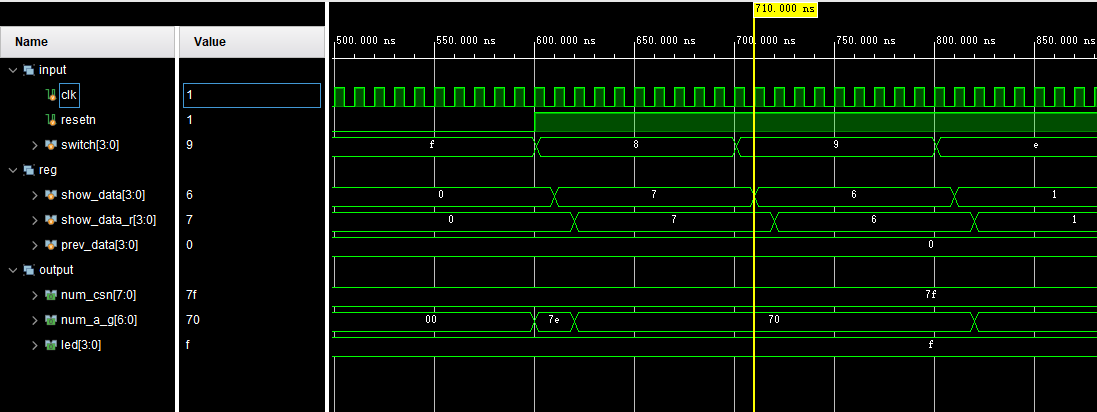 710.000 ns
Name Value
500.000 ns 550.000 ns 600.000 ns 650.000 ns 700.000 ns 750.000 ns 800.000 ns 850.000 ns
input
clk 1
resetn 1
switch[3:0] 9 f 8 9 e
reg
show_data[3:0] 6 0 7 6 1
show_data_r[3:0] 7 0 7 6 1
prev_data[3:0] 0 0
output
num_csn[7:0] 7f 7f
num_a_g[6:0] 70 00 7e 70
led[3:0] f f